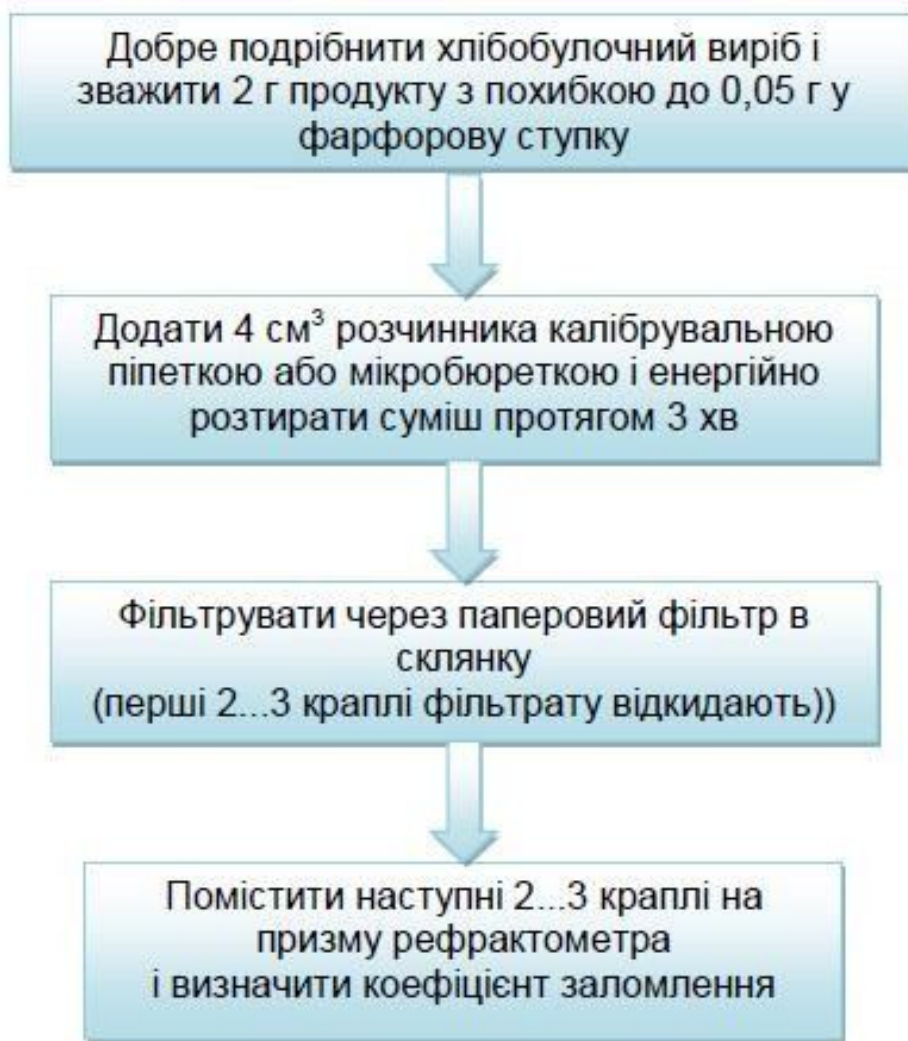 Добре подрібнити хлібобулочний виріб і
зважити 2 г продукту з похибкою до 0,05 г у
фарфорову ступку
Додати 4 см³ розчинника калібрувальною
піпеткою або мікробюреткою і енергійно
розтирати суміш протягом 3 хв
Фільтрувати через паперовий фільтр в
склянку
(перші 2...3 краплі фільтрату відкидають))
Помістити наступні 2...3 краплі на
призму рефрактометра
і визначити коефіцієнт заломлення